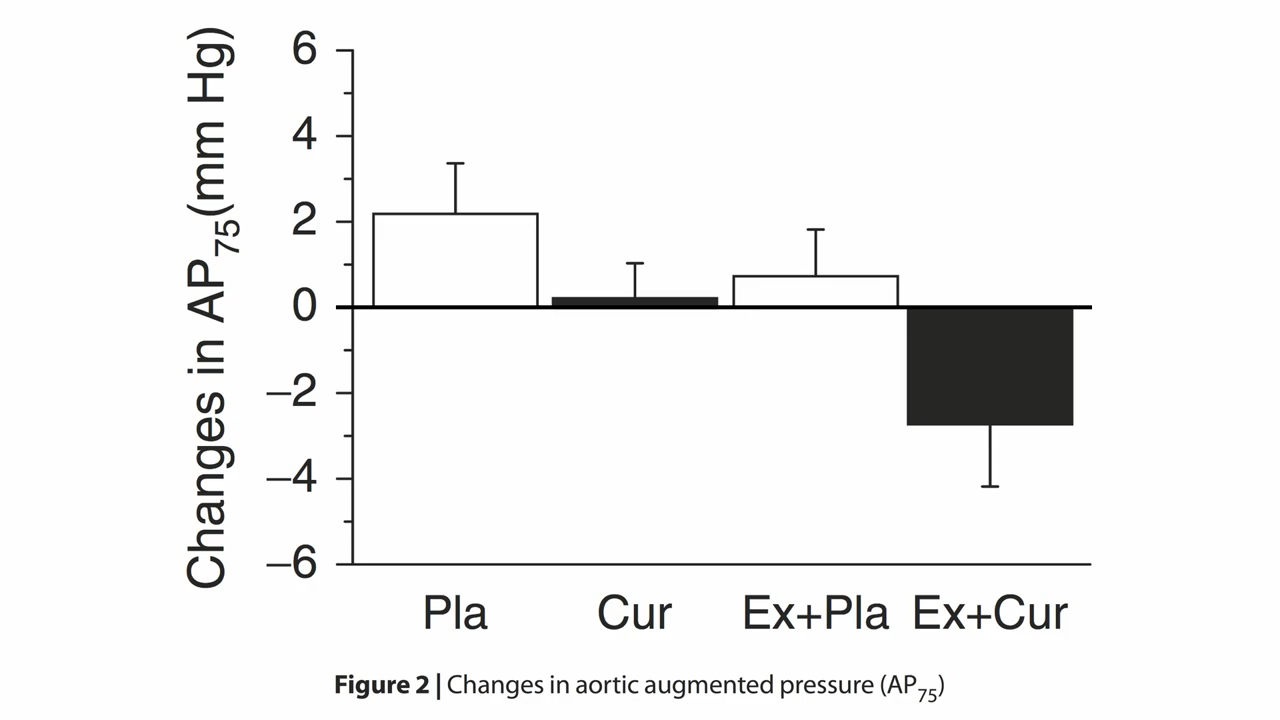 Changes in AP75(mm Hg)
6
4
2
0
–2
–4
–6
Pla Cur Ex+Pla Ex+Cur
Figure 2 | Changes in aortic augmented pressure (AP75)